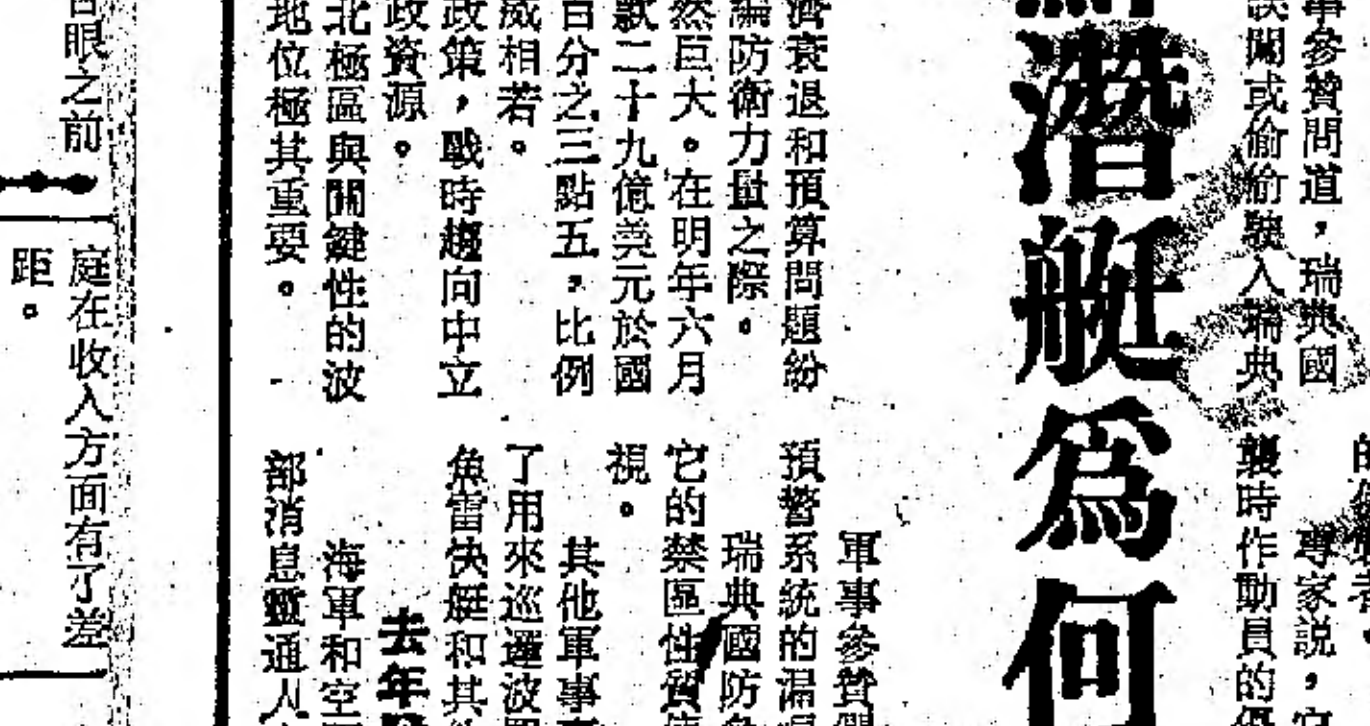 事參贊問道，瑞典國
誤闖或偷偷駛入瑞典
專家説，
襲時作動員的
潛艇爲何
濟衰退和預算問題紛
編防衛力量之際。
然巨大。在明年六月
款二十九億美元於國
百分之三點五，比例
威相若。
政策，戰時趨向中立
政資源。
北極區與關鍵性的波
地位極其重要。
軍事參贊
預警系統的漏
瑞典國防
它的禁區性質
視。
其他軍事
了用來巡邏波
魚雷快艇和其
去年
海軍和空
部消息靈通人
眼之前
庭在收入方面有了差
距。